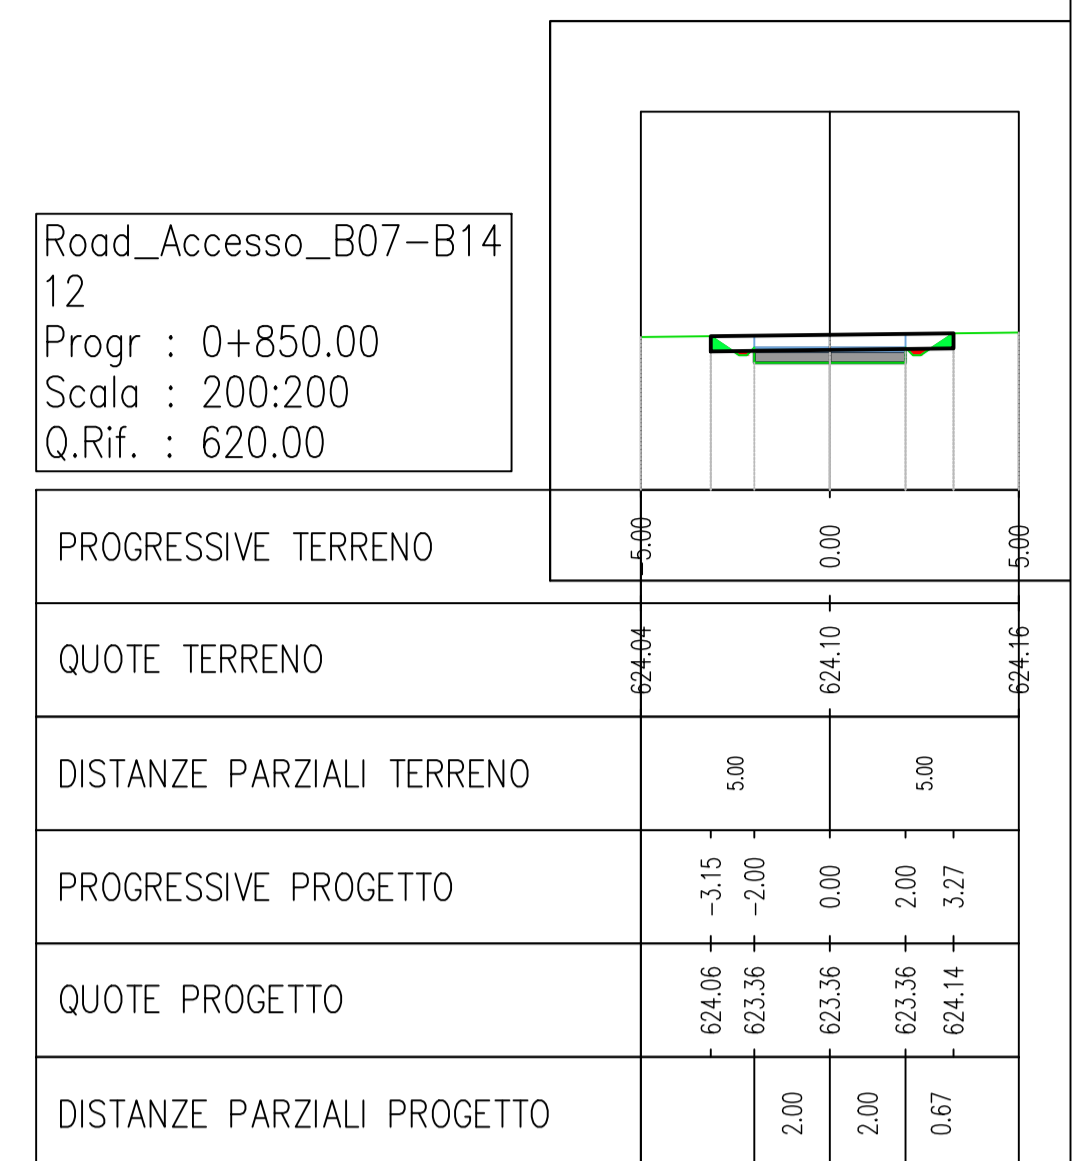 Road_Accesso_B07-B14
12
Progr : 0+850.00
Scala : 200:200
Q.Rif. : 620.00
PROGRESSIVE TERRENO -5.00 0.00 5.00
QUOTE TERRENO 624.04 624.10 624.16
DISTANZE PARZIALI TERRENO 5.00 5.00
PROGRESSIVE PROGETTO -3.15 -2.00 0.00 2.00 3.27
QUOTE PROGETTO 624.06 623.36 623.36 623.36 624.14
DISTANZE PARZIALI PROGETTO 2.00 2.00 0.67